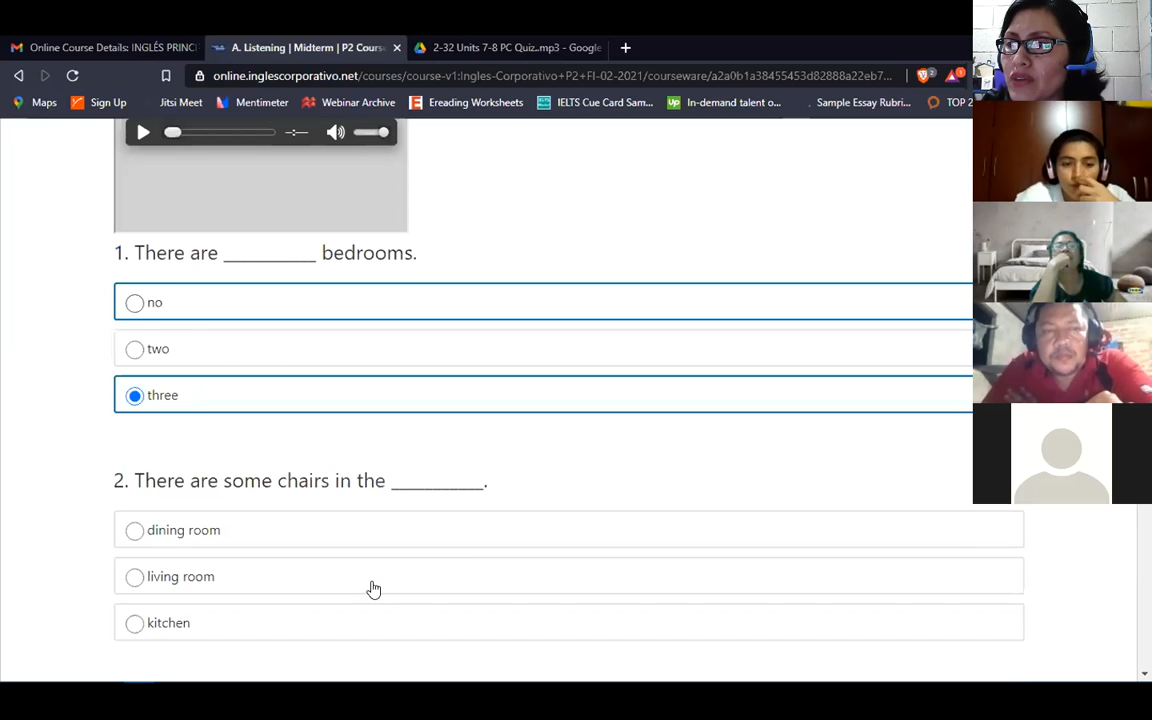 Online Course Details: INGLÉS PRINC
A. Listening | Midterm | P2 Cours
2-32 Units 7-8 PC Quiz..mp3 - Google
online.inglescorporativo.net/courses/course-v1:Ingles-Corporativo+P2+FI-02-2021/courseware/a2a0b1a38455453d82888a22eb7...
Maps
Sign Up
Jitsi Meet
Mentimeter
Webinar Archive
Ereading Worksheets
IELTS Cue Card Sam...
In-demand talent o...
Sample Essay Rubri...
TOP 2
1. There are __________ bedrooms.
no
two
three
2. There are some chairs in the __________.
dining room
living room
kitchen